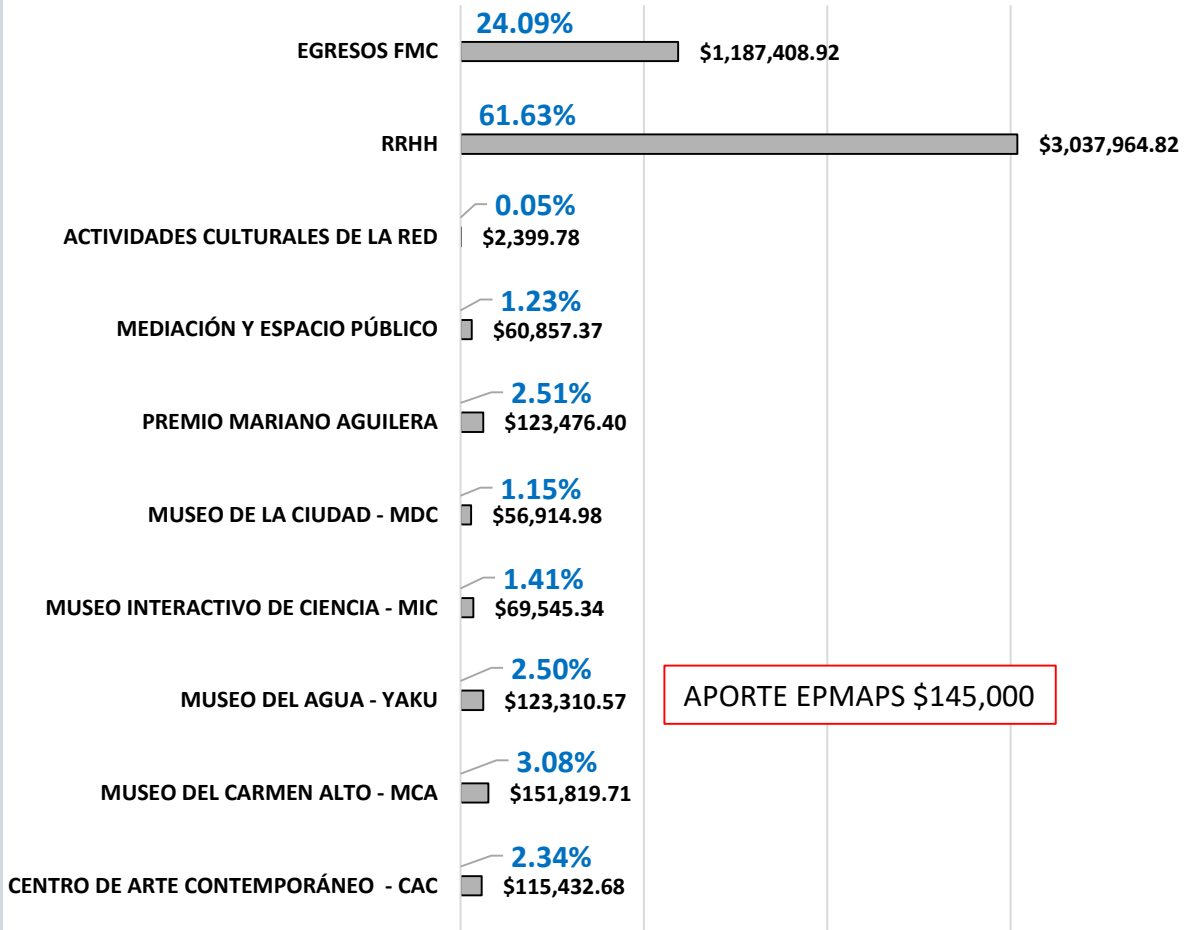 24.09%
EGRESOS FMC $1,187,408.92
61.63%
RRHH $3,037,964.82
0.05%
ACTIVIDADES CULTURALES DE LA RED $2,399.78
1.23%
MEDIACIÓN Y ESPACIO PÚBLICO $60,857.37
2.51%
PREMIO MARIANO AGUILERA $123,476.40
1.15%
MUSEO DE LA CIUDAD - MDC $56,914.98
1.41%
MUSEO INTERACTIVO DE CIENCIA - MIC $69,545.34
2.50%
MUSEO DEL AGUA - YAKU $123,310.57 APORTE EPMAPS $145,000
3.08%
MUSEO DEL CARMEN ALTO - MCA $151,819.71
2.34%
CENTRO DE ARTE CONTEMPORÁNEO - CAC $115,432.68